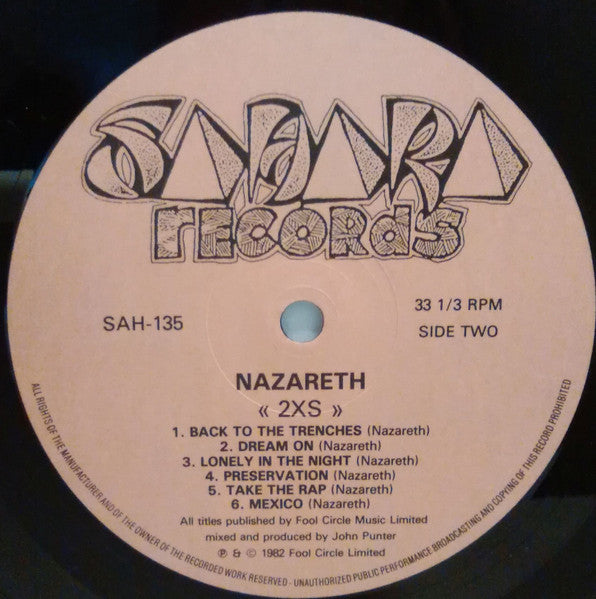 SAHARA
RECORDS
SAH-135
33 1/3 RPM
SIDE TWO
NAZARETH
« 2XS »
1. BACK TO THE TRENCHES (Nazareth)
2. DREAM ON (Nazareth)
3. LONELY IN THE NIGHT (Nazareth)
4. PRESERVATION (Nazareth)
5. TAKE THE RAP (Nazareth)
6. MEXICO (Nazareth)
All titles published by Fool Circle Music Limited
mixed and produced by John Punter
℗ & © 1982 Fool Circle Limited
ALL RIGHTS OF THE MANUFACTURER AND OF THE OWNER OF THE RECORDED WORK RESERVED - UNAUTHORIZED PUBLIC PERFORMANCE BROADCASTING AND COPYING OF THIS RECORD PROHIBITED